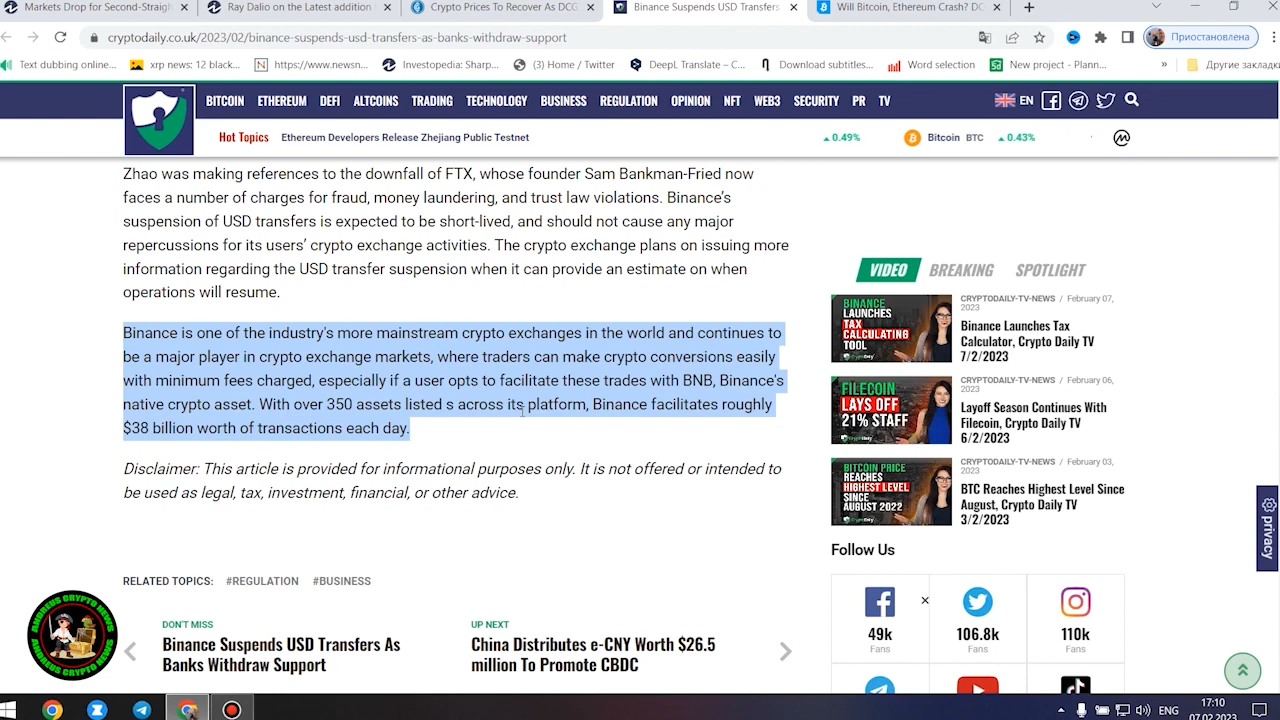 Markets Drop for Second-Straigh
Ray Dalio on the Latest addition
Crypto Prices To Recover As DCG
Binance Suspends USD Transfers
Will Bitcoin, Ethereum Crash? DC
cryptodaily.co.uk/2023/02/binance-suspends-usd-transfers-as-banks-withdraw-support
Приостановлена
Text dubbing online...
xrp news: 12 black...
https://www.newsn...
Investopedia: Sharp...
(3) Home / Twitter
DeepL Translate – C...
Download subtitles...
Word selection
New project - Plann...
»
Другие закладки
BITCOIN ETHEREUM DEFI ALTCOINS TRADING TECHNOLOGY BUSINESS REGULATION OPINION NFT WEB3 SECURITY PR TV
EN
Hot Topics
Ethereum Developers Release Zhejiang Public Testnet
0.49%
Bitcoin BTC
0.43%
Zhao was making references to the downfall of FTX, whose founder Sam Bankman-Fried now
faces a number of charges for fraud, money laundering, and trust law violations. Binance's
suspension of USD transfers is expected to be short-lived, and should not cause any major
repercussions for its users' crypto exchange activities. The crypto exchange plans on issuing more
information regarding the USD transfer suspension when it can provide an estimate on when
operations will resume.
Binance is one of the industry's more mainstream crypto exchanges in the world and continues to
be a major player in crypto exchange markets, where traders can make crypto conversions easily
with minimum fees charged, especially if a user opts to facilitate these trades with BNB, Binance's
native crypto asset. With over 350 assets listed s across its platform, Binance facilitates roughly
$38 billion worth of transactions each day.
Disclaimer: This article is provided for informational purposes only. It is not offered or intended to
be used as legal, tax, investment, financial, or other advice.
RELATED TOPICS: #REGULATION #BUSINESS
DON'T MISS
Binance Suspends USD Transfers As
Banks Withdraw Support
UP NEXT
China Distributes e-CNY Worth $26.5
million To Promote CBDC
VIDEO BREAKING SPOTLIGHT
BINANCE
LAUNCHES
TAX
CALCULATING
TOOL
CRYPTODAILY-TV-NEWS / February 07,
2023
Binance Launches Tax
Calculator, Crypto Daily TV
7/2/2023
FILECOIN
LAYS OFF
21% STAFF
CRYPTODAILY-TV-NEWS / February 06,
2023
Layoff Season Continues With
Filecoin, Crypto Daily TV
6/2/2023
BITCOIN PRICE
REACHES
HIGHEST LEVEL
SINCE
AUGUST 2022
CRYPTODAILY-TV-NEWS / February 03,
2023
BTC Reaches Highest Level Since
August, Crypto Daily TV
3/2/2023
Follow Us
49k
Fans
106.8k
Fans
110k
Fans
privacy
ANDREUS CRYPTO NEWS
ANDREUS CRYPTO NEWS
ENG
17:10
07.02.2023